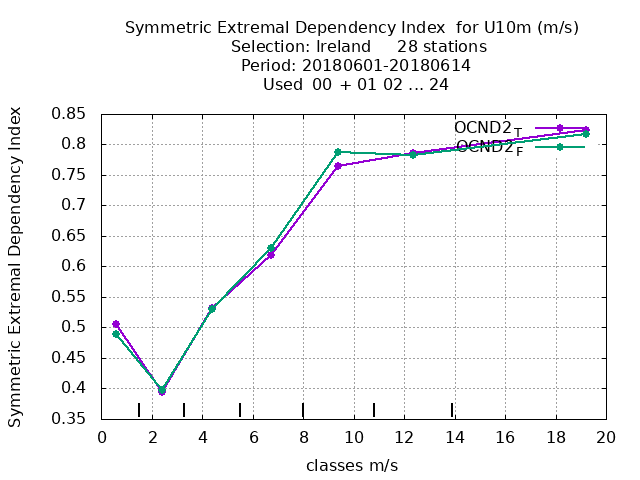 Symmetric Extremal Dependency Index  for U10m (m/s)
Selection: Ireland     28 stations
Period: 20180601-20180614
Used  00  + 01 02 ... 24
Symmetric Extremal Dependency Index
0.85
0.8
0.75
0.7
0.65
0.6
0.55
0.5
0.45
0.4
0.35
OCND2T
OCND2F
0 2 4 6 8 10 12 14 16 18 20
classes m/s